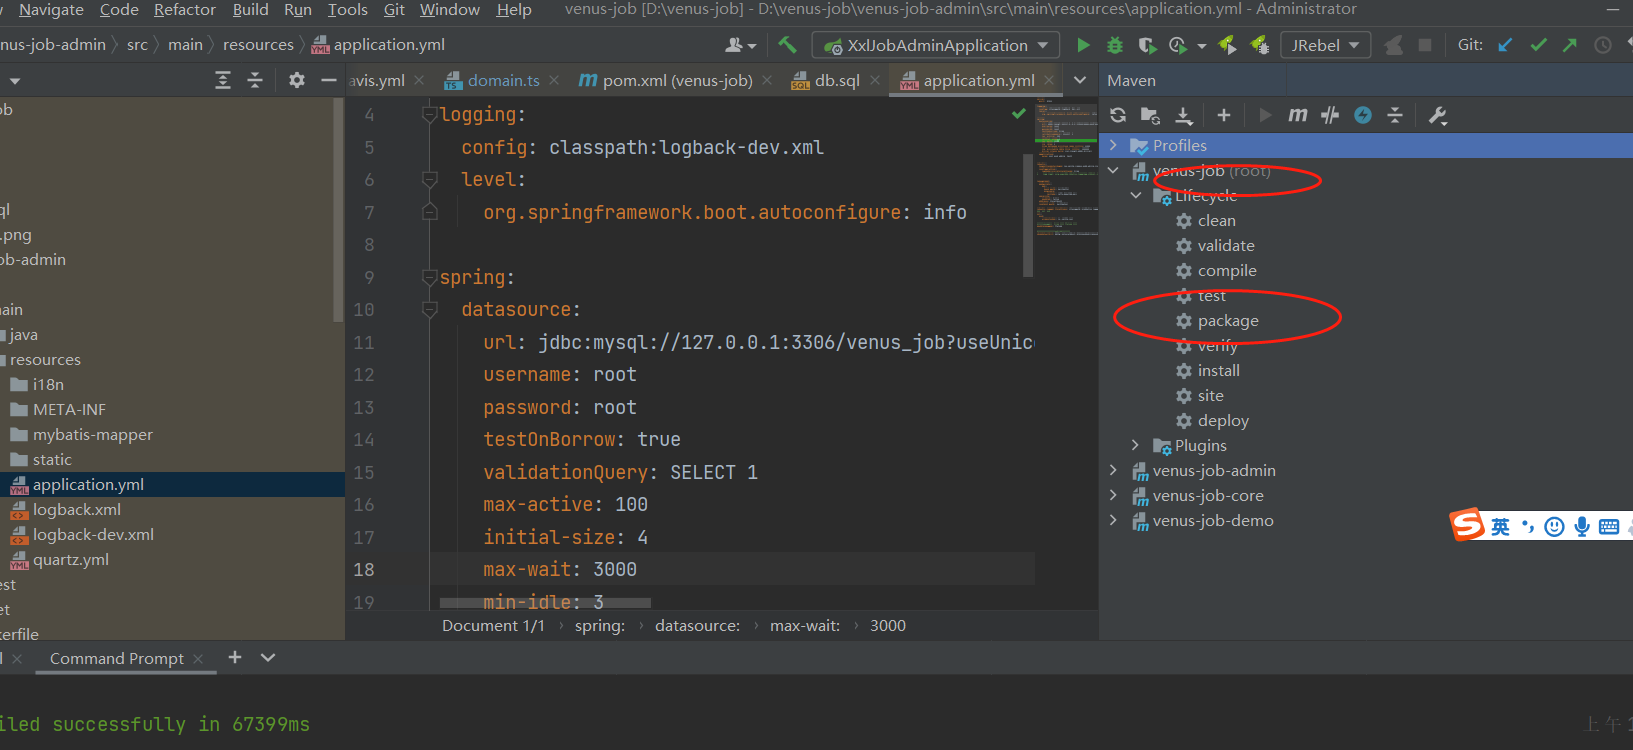 Navigate Code Refactor Build Run Tools Git Window Help venus-job [D:\venus-job] - D:\venus-job\venus-job-admin\src\main\resources\application.yml - Administrator
nus-job-admin src main resources application.yml XxlJobAdminApplication JRebel Git:
avis.yml domain.ts pom.xml (venus-job) db.sql application.yml
ob
ql
.png
ob-admin
ain
java
resources
i18n
META-INF
mybatis-mapper
static
application.yml
logback.xml
logback-dev.xml
quartz.yml
est
et
kerfile
4 logging:
5 config: classpath:logback-dev.xml
6 level:
7 org.springframework.boot.autoconfigure: info
8
9 spring:
10 datasource:
11 url: jdbc:mysql://127.0.0.1:3306/venus_job?useUnic
12 username: root
13 password: root
14 testOnBorrow: true
15 validationQuery: SELECT 1
16 max-active: 100
17 initial-size: 4
18 max-wait: 3000
19 min-idle: 3
Document 1/1 spring: datasource: max-wait: 3000
Maven
Profiles
venus-job (root)
Lifecycle
clean
validate
compile
test
package
verify
install
site
deploy
Plugins
venus-job-admin
venus-job-core
venus-job-demo
英
Command Prompt
iled successfully in 67399ms
上午